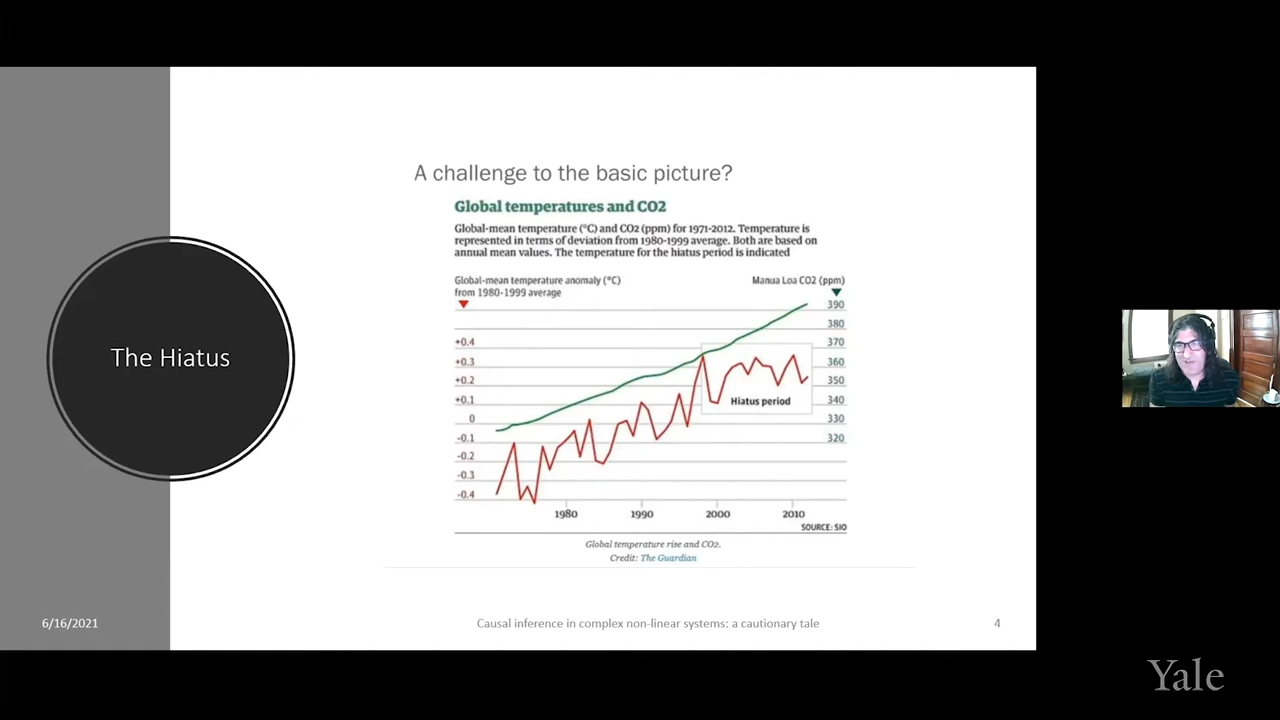 A challenge to the basic picture?
Global temperatures and CO2
Global-mean temperature (°C) and CO2 (ppm) for 1971-2012. Temperature is
represented in terms of deviation from 1980-1999 average. Both are based on
annual mean values. The temperature for the hiatus period is indicated
Global-mean temperature anomaly (°C)
from 1980-1999 average
Manua Loa CO2 (ppm)
390
380
+0.4
370
+0.3
360
+0.2
350
+0.1
340
0
330
-0.1
320
-0.2
-0.3
-0.4
Hiatus period
1980
1990
2000
2010
SOURCE: SIO
Global temperature rise and CO2.
Credit: The Guardian
The Hiatus
6/16/2021
Causal inference in complex non-linear systems: a cautionary tale
4
Yale